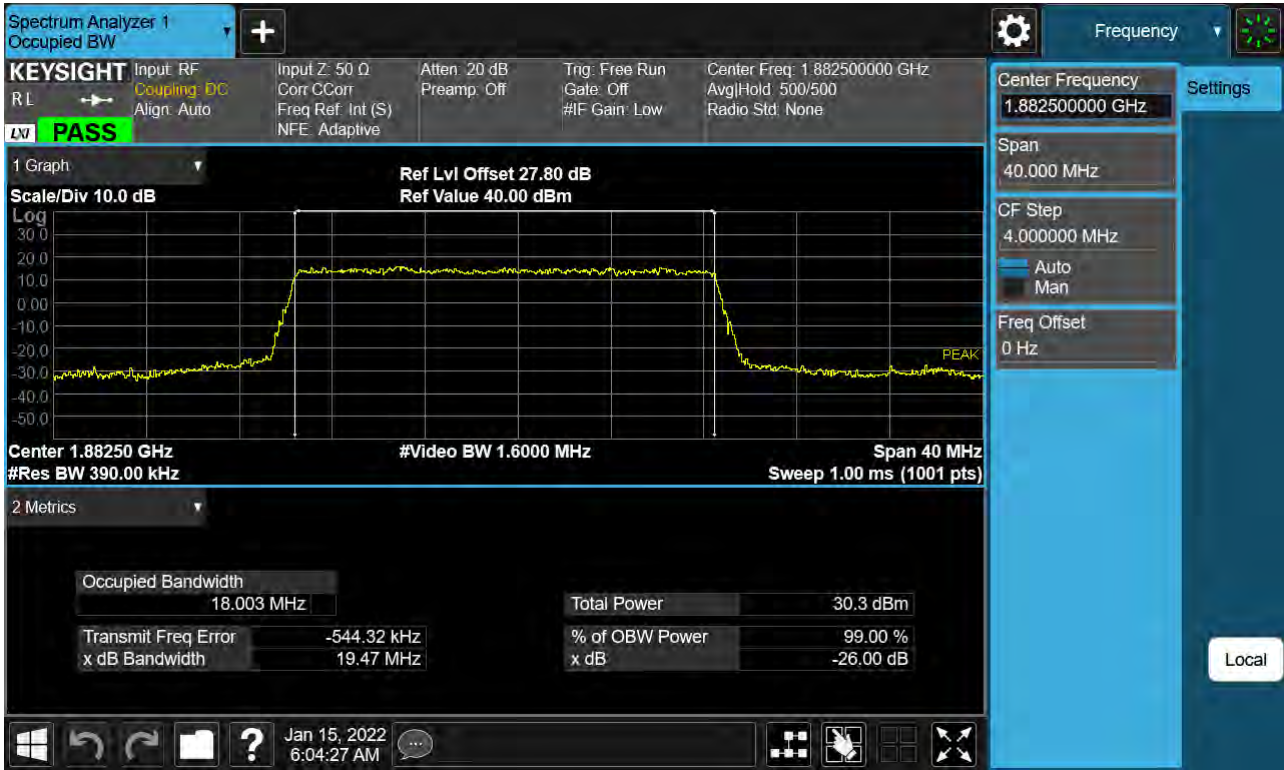 Spectrum Analyzer 1
Occupied BW
+
Frequency
KEYSIGHT
RL
LXI
PASS
Input: RF
Coupling: DC
Align: Auto
Input Z: 50 Ω
Corr CCorr
Freq Ref: Int (S)
NFE: Adaptive
Atten: 20 dB
Preamp: Off
Trig: Free Run
Gate: Off
#IF Gain: Low
Center Freq: 1.882500000 GHz
Avg|Hold: 500/500
Radio Std: None
Center Frequency
1.882500000 GHz
Settings
Span
40.000 MHz
CF Step
4.000000 MHz
Auto
Man
Freq Offset
0 Hz
1 Graph
Scale/Div 10.0 dB
Ref Lvl Offset 27.80 dB
Ref Value 40.00 dBm
Log
30.0
20.0
10.0
0.00
-10.0
-20.0
-30.0
-40.0
-50.0
PEAK
Center 1.88250 GHz
#Video BW 1.6000 MHz
Span 40 MHz
#Res BW 390.00 kHz
Sweep 1.00 ms (1001 pts)
2 Metrics
Occupied Bandwidth
18.003 MHz
Total Power 30.3 dBm
Transmit Freq Error -544.32 kHz
% of OBW Power 99.00 %
x dB Bandwidth 19.47 MHz
x dB -26.00 dB
Local
?
Jan 15, 2022
6:04:27 AM